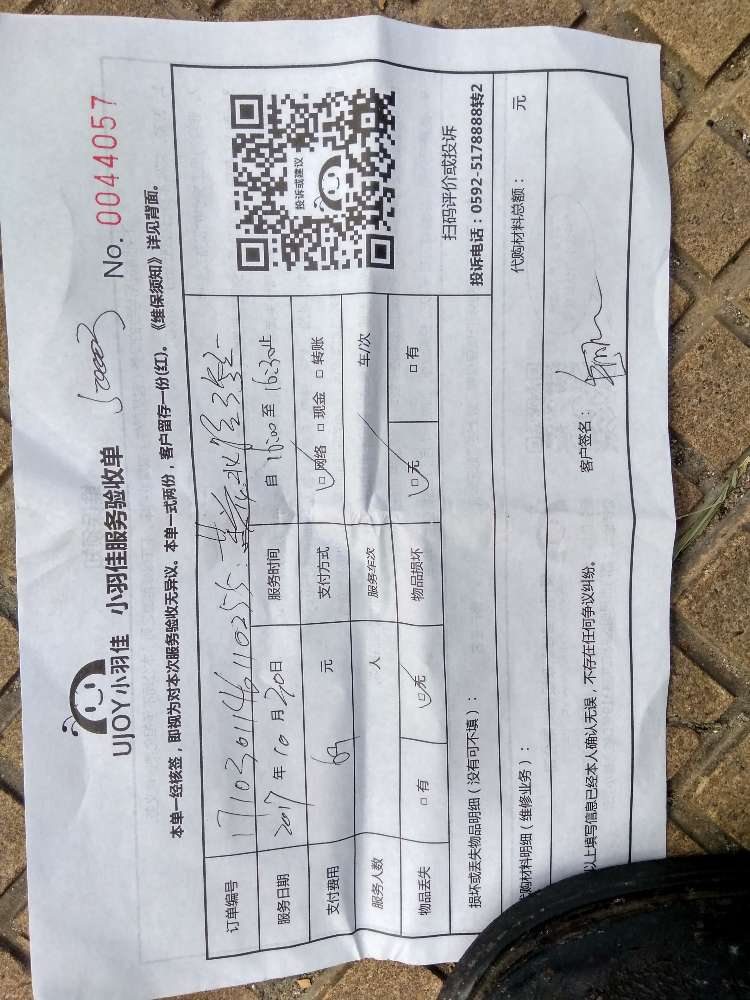 UJOY小羽佳 小羽佳服务验收单 No. 0044057
本单一经核签，即视为对本次服务验收无异议。本单一式两份，客户留存一份(红)。《维保须知》详见背面。
订单编号
服务日期 2017 年 10 月 20 日 服务时间 自 16:00 至 16:30 止
支付费用 元 支付方式 □网络 □现金 □转账
服务人数 人 服务车次 车/次
物品丢失 □有 □无 物品损坏 □无 □有
投诉或建议
扫码评价或投诉
投诉电话：0592-5178888转2
损坏或丢失物品明细（没有可不填）：
购材料明细（维修业务）： 代购材料总额： 元
以上填写信息已经本人确认无误，不存在任何争议纠纷。 客户签名：